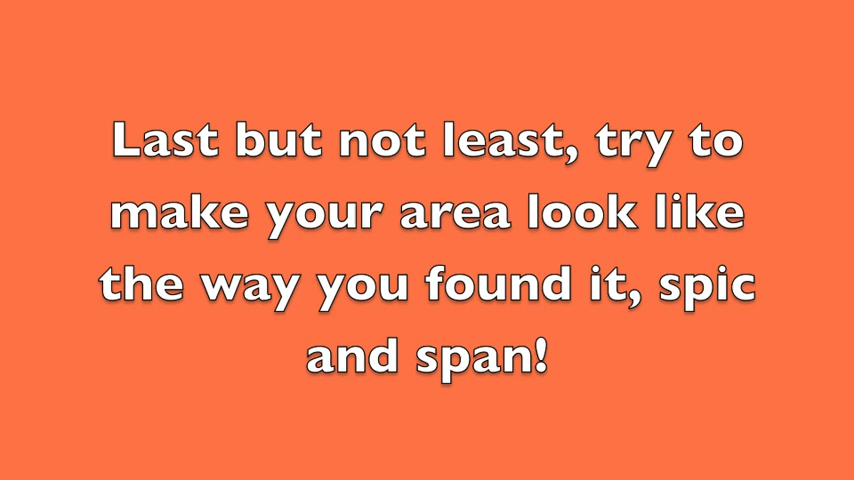 Last but not least, try to
make your area look like
the way you found it, spic
and span!